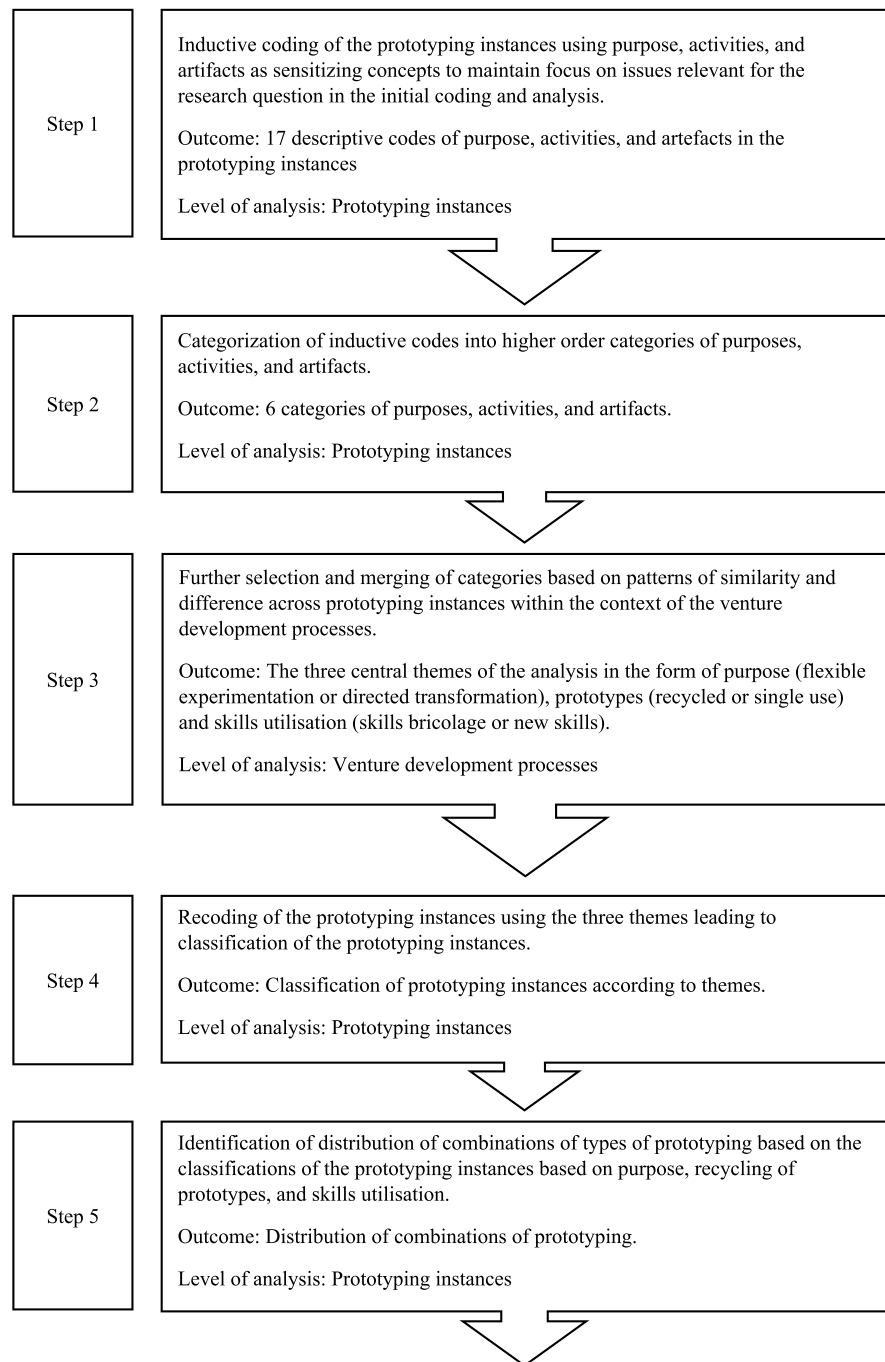 Step 1
Inductive coding of the prototyping instances using purpose, activities, and
artifacts as sensitizing concepts to maintain focus on issues relevant for the
research question in the initial coding and analysis.
Outcome: 17 descriptive codes of purpose, activities, and artefacts in the
prototyping instances
Level of analysis: Prototyping instances
Step 2
Categorization of inductive codes into higher order categories of purposes,
activities, and artifacts.
Outcome: 6 categories of purposes, activities, and artifacts.
Level of analysis: Prototyping instances
Step 3
Further selection and merging of categories based on patterns of similarity and
difference across prototyping instances within the context of the venture
development processes.
Outcome: The three central themes of the analysis in the form of purpose (flexible
experimentation or directed transformation), prototypes (recycled or single use)
and skills utilisation (skills bricolage or new skills).
Level of analysis: Venture development processes
Step 4
Recoding of the prototyping instances using the three themes leading to
classification of the prototyping instances.
Outcome: Classification of prototyping instances according to themes.
Level of analysis: Prototyping instances
Step 5
Identification of distribution of combinations of types of prototyping based on the
classifications of the prototyping instances based on purpose, recycling of
prototypes, and skills utilisation.
Outcome: Distribution of combinations of prototyping.
Level of analysis: Prototyping instances